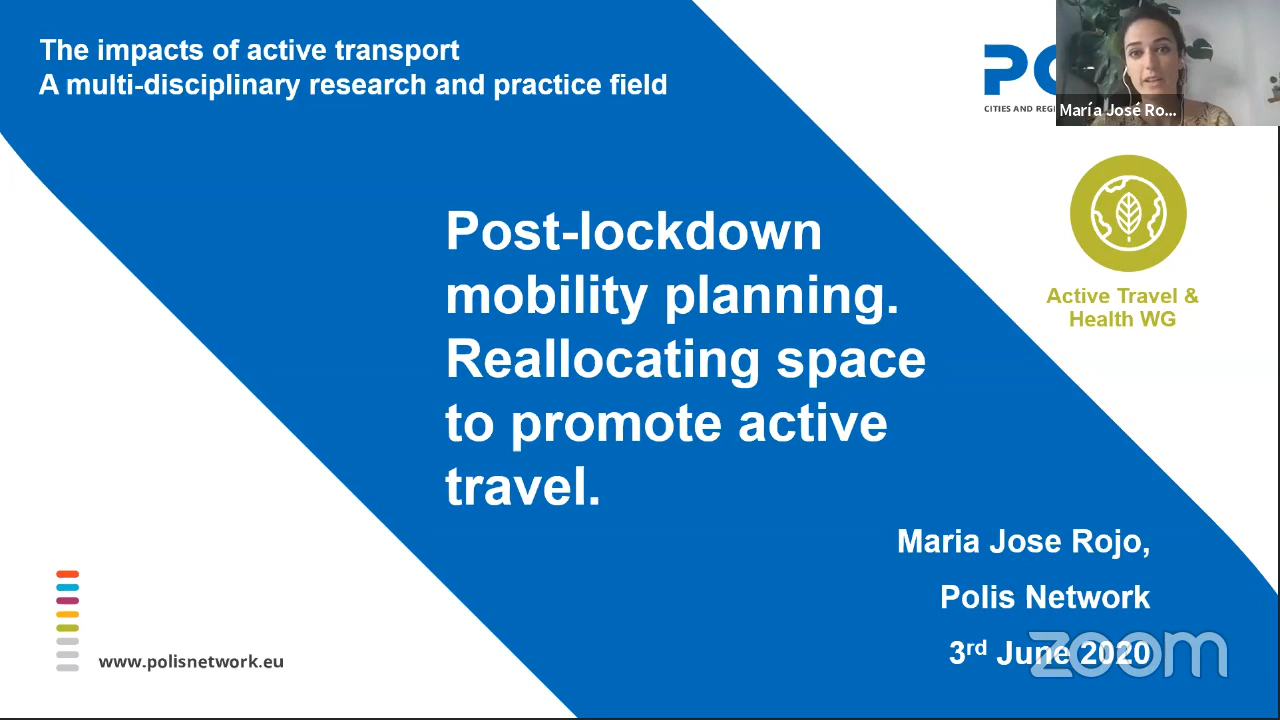 The impacts of active transport
A multi-disciplinary research and practice field
CITIES AND
María José Ro...
Active Travel &
Health WG
Post-lockdown
mobility planning.
Reallocating space
to promote active
travel.
Maria Jose Rojo,
Polis Network
3rd June 2020
zoom
www.polisnetwork.eu